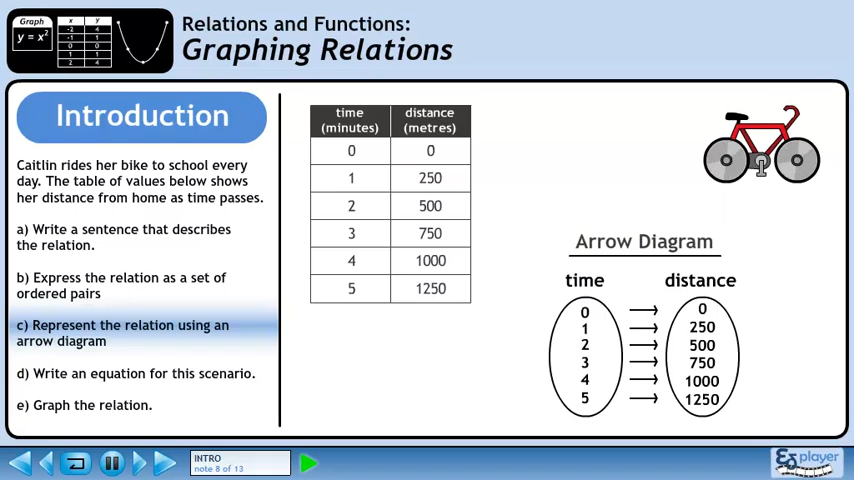 Graph
y = x²
x y
-2 4
-1 1
0 0
1 1
2 4
Relations and Functions:
Graphing Relations
Introduction
Caitlin rides her bike to school every
day. The table of values below shows
her distance from home as time passes.
a) Write a sentence that describes
the relation.
b) Express the relation as a set of
ordered pairs
c) Represent the relation using an
arrow diagram
d) Write an equation for this scenario.
e) Graph the relation.
time distance
(minutes) (metres)
0 0
1 250
2 500
3 750
4 1000
5 1250
Arrow Diagram
time distance
0 → 0
1 → 250
2 → 500
3 → 750
4 → 1000
5 → 1250
INTRO
note 8 of 13
player